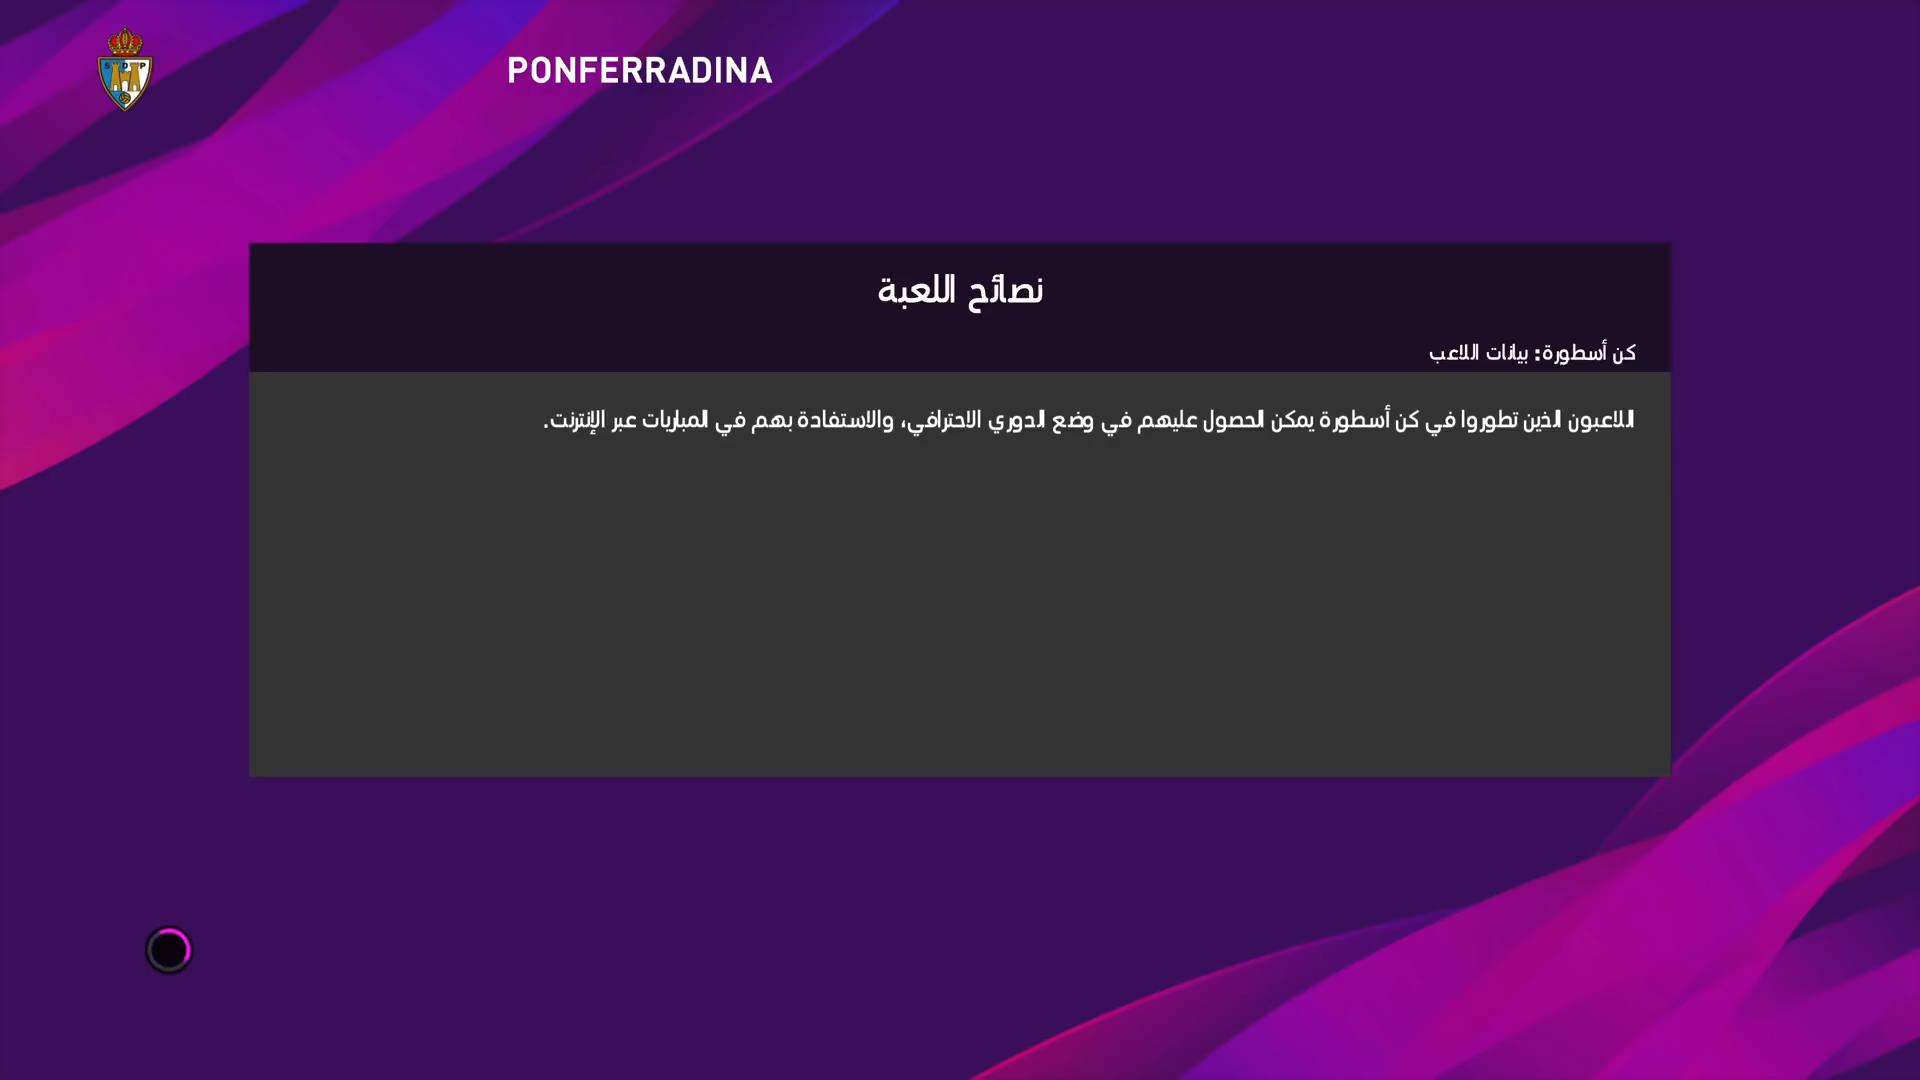 S D P
PONFERRADINA
نصائح اللعبة
كن أسطورة: بيانات اللاعب
اللاعبون الذين تطوروا في كن أسطورة يمكن الحصول عليهم في وضع الدوري الاحترافي، والاستفادة بهم في المباريات عبر الإنترنت.